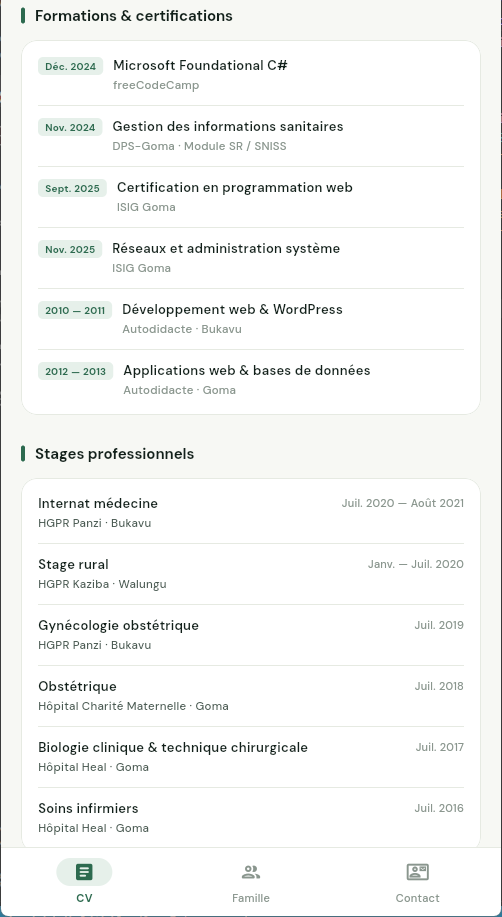 Formations & certifications
Déc. 2024 Microsoft Foundational C#
freeCodeCamp
Nov. 2024 Gestion des informations sanitaires
DPS-Goma · Module SR / SNISS
Sept. 2025 Certification en programmation web
ISIG Goma
Nov. 2025 Réseaux et administration système
ISIG Goma
2010 — 2011 Développement web & WordPress
Autodidacte · Bukavu
2012 — 2013 Applications web & bases de données
Autodidacte · Goma
Stages professionnels
Internat médecine Juil. 2020 — Août 2021
HGPR Panzi · Bukavu
Stage rural Janv. — Juil. 2020
HGPR Kaziba · Walungu
Gynécologie obstétrique Juil. 2019
HGPR Panzi · Bukavu
Obstétrique Juil. 2018
Hôpital Charité Maternelle · Goma
Biologie clinique & technique chirurgicale Juil. 2017
Hôpital Heal · Goma
Soins infirmiers Juil. 2016
Hôpital Heal · Goma
CV Famille Contact